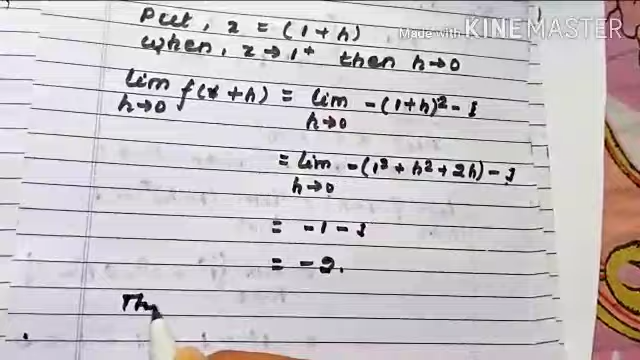 Put, x = (1+h)
when, x → 1⁺ then h→0
Made with KINEMASTER
lim f(1+h) = lim -(1+h)² - 1
h→0 h→0
= lim -(1² + h² + 2h) - 1
h→0
= -1 - 1
= -2.
Th